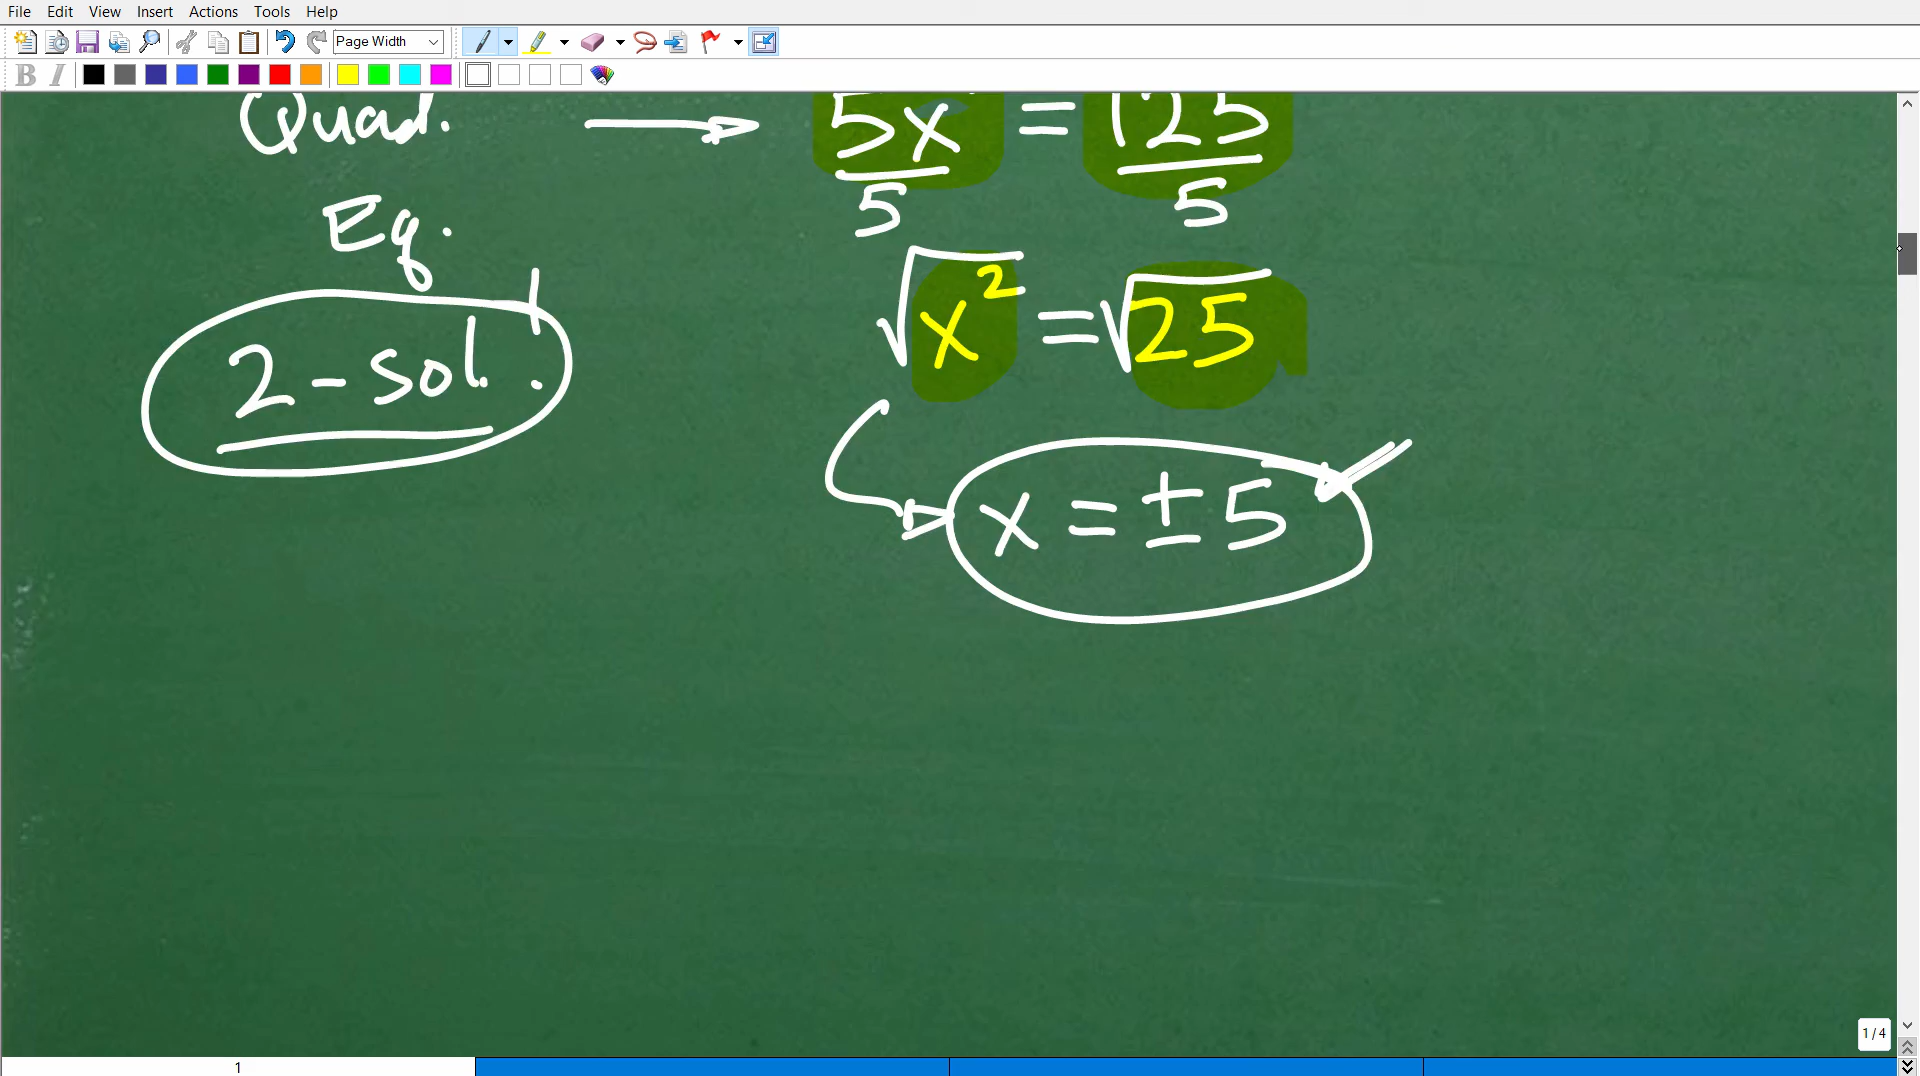 File Edit View Insert Actions Tools Help
Page Width
B I
Quad. 5x = 125
5 5
Eq.
√x² = √25
2 - sol. !
x = ± 5
1 / 4
1